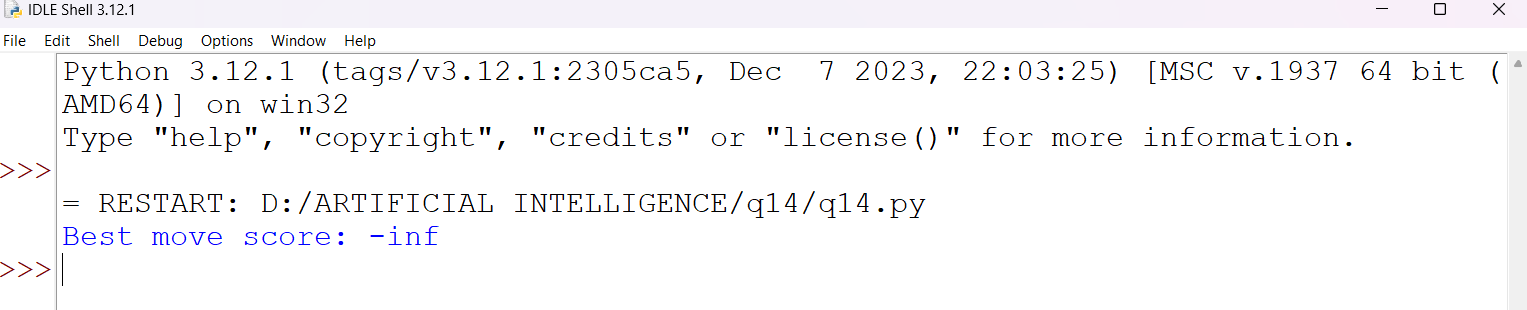 IDLE Shell 3.12.1
File Edit Shell Debug Options Window Help
Python 3.12.1 (tags/v3.12.1:2305ca5, Dec  7 2023, 22:03:25) [MSC v.1937 64 bit (
AMD64)] on win32
Type "help", "copyright", "credits" or "license()" for more information.
>>>
= RESTART: D:/ARTIFICIAL INTELLIGENCE/q14/q14.py
Best move score: -inf
>>>